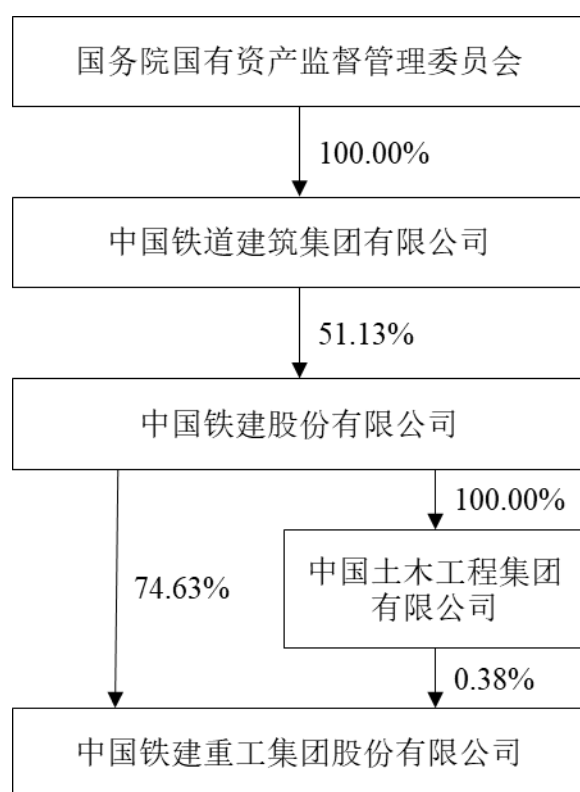 国务院国有资产监督管理委员会
100.00%
中国铁道建筑集团有限公司
51.13%
中国铁建股份有限公司
100.00%
中国土木工程集团
有限公司
74.63%
0.38%
中国铁建重工集团股份有限公司